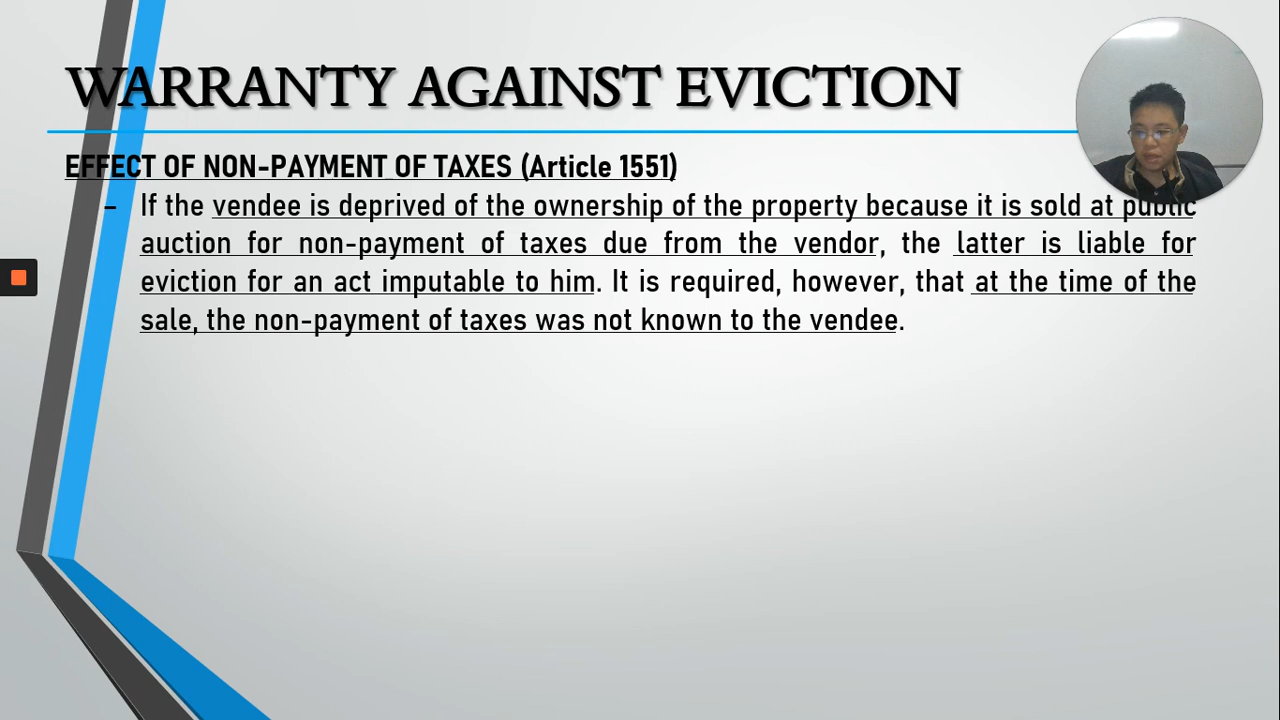 WARRANTY AGAINST EVICTION
EFFECT OF NON-PAYMENT OF TAXES (Article 1551)
– If the vendee is deprived of the ownership of the property because it is sold at public
auction for non-payment of taxes due from the vendor, the latter is liable for
eviction for an act imputable to him. It is required, however, that at the time of the
sale, the non-payment of taxes was not known to the vendee.